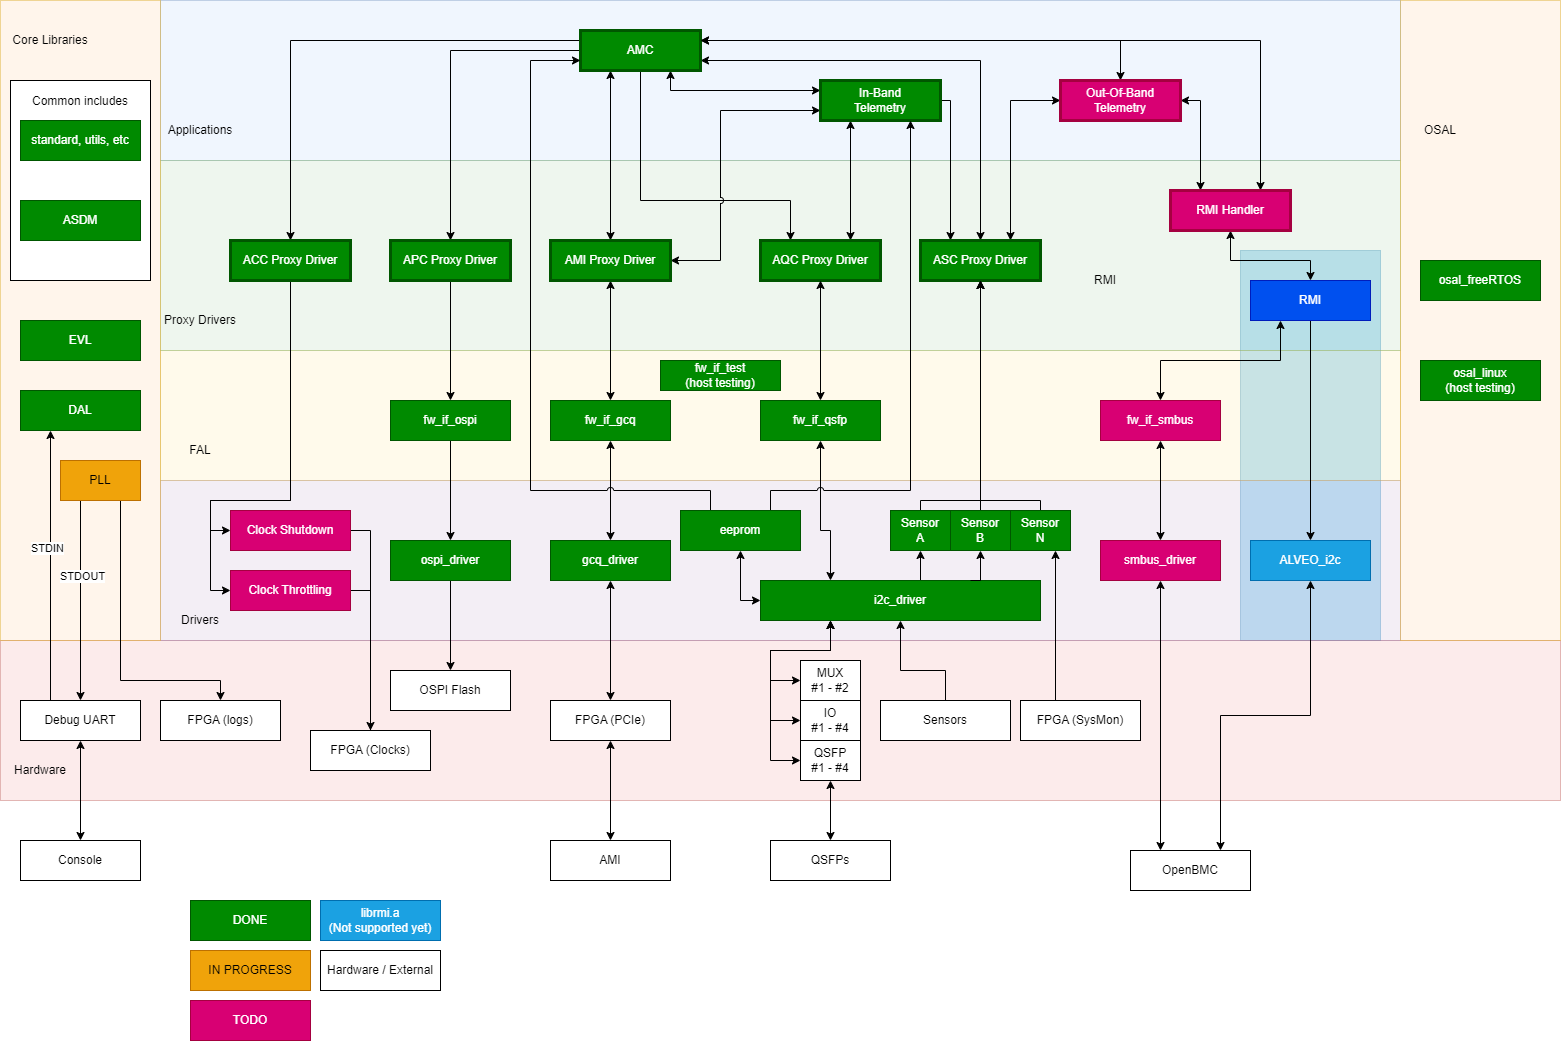 Core Libraries
Common includes
standard, utils, etc
ASDM
EVL
DAL
PLL
STDIN
STDOUT
Applications
AMC
In-Band
Telemetry
Out-Of-Band
Telemetry
OSAL
osal_freeRTOS
osal_linux
(host testing)
RMI Handler
ACC Proxy Driver
APC Proxy Driver
AMI Proxy Driver
AQC Proxy Driver
ASC Proxy Driver
RMI
RMI
Proxy Drivers
fw_if_test
(host testing)
fw_if_ospi
fw_if_gcq
fw_if_qsfp
fw_if_smbus
FAL
Clock Shutdown
Clock Throttling
ospi_driver
gcq_driver
eeprom
Sensor
A
Sensor
B
Sensor
N
i2c_driver
smbus_driver
ALVEO_i2c
Drivers
Debug UART
FPGA (logs)
FPGA (Clocks)
OSPI Flash
FPGA (PCIe)
MUX
#1 - #2
IO
#1 - #4
QSFP
#1 - #4
Sensors
FPGA (SysMon)
Hardware
Console
AMI
QSFPs
OpenBMC
DONE
librmi.a
(Not supported yet)
IN PROGRESS
Hardware / External
TODO